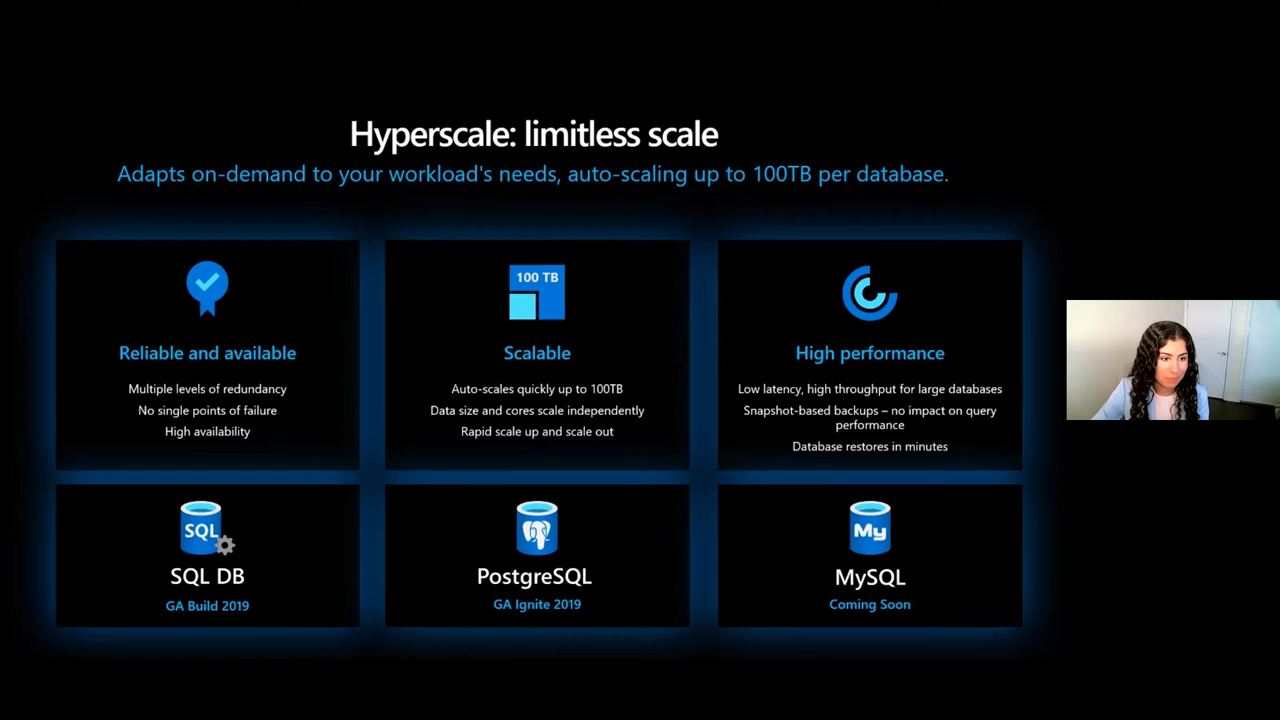 Hyperscale: limitless scale
Adapts on-demand to your workload's needs, auto-scaling up to 100TB per database.
Reliable and available
Multiple levels of redundancy
No single points of failure
High availability
100 TB
Scalable
Auto-scales quickly up to 100TB
Data size and cores scale independently
Rapid scale up and scale out
High performance
Low latency, high throughput for large databases
Snapshot-based backups – no impact on query
performance
Database restores in minutes
SQL
SQL DB
GA Build 2019
PostgreSQL
GA Ignite 2019
My
MySQL
Coming Soon